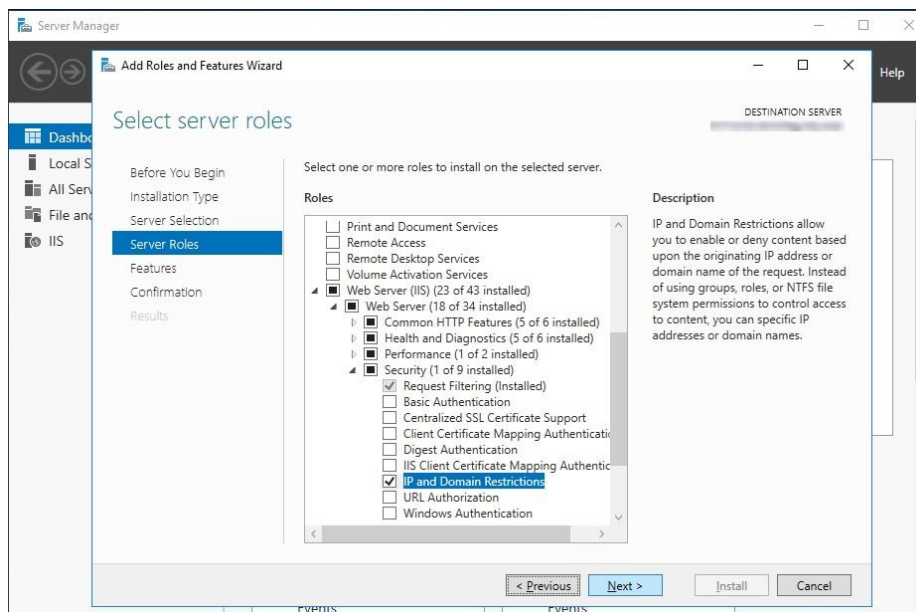 Server Manager
Add Roles and Features Wizard
Help
Select server roles
DESTINATION SERVER
Dashbo
Local S
All Serv
File and
IIS
Before You Begin
Installation Type
Server Selection
Server Roles
Features
Confirmation
Results
Select one or more roles to install on the selected server.
Roles
Print and Document Services
Remote Access
Remote Desktop Services
Volume Activation Services
Web Server (IIS) (23 of 43 installed)
Web Server (18 of 34 installed)
Common HTTP Features (5 of 6 installed)
Health and Diagnostics (5 of 6 installed)
Performance (1 of 2 installed)
Security (1 of 9 installed)
Request Filtering (Installed)
Basic Authentication
Centralized SSL Certificate Support
Client Certificate Mapping Authenticatio
Digest Authentication
IIS Client Certificate Mapping Authentic
IP and Domain Restrictions
URL Authorization
Windows Authentication
Description
IP and Domain Restrictions allow
you to enable or deny content based
upon the originating IP address or
domain name of the request. Instead
of using groups, roles, or NTFS file
system permissions to control access
to content, you can specific IP
addresses or domain names.
< Previous
Next >
Install
Cancel
Events
Events